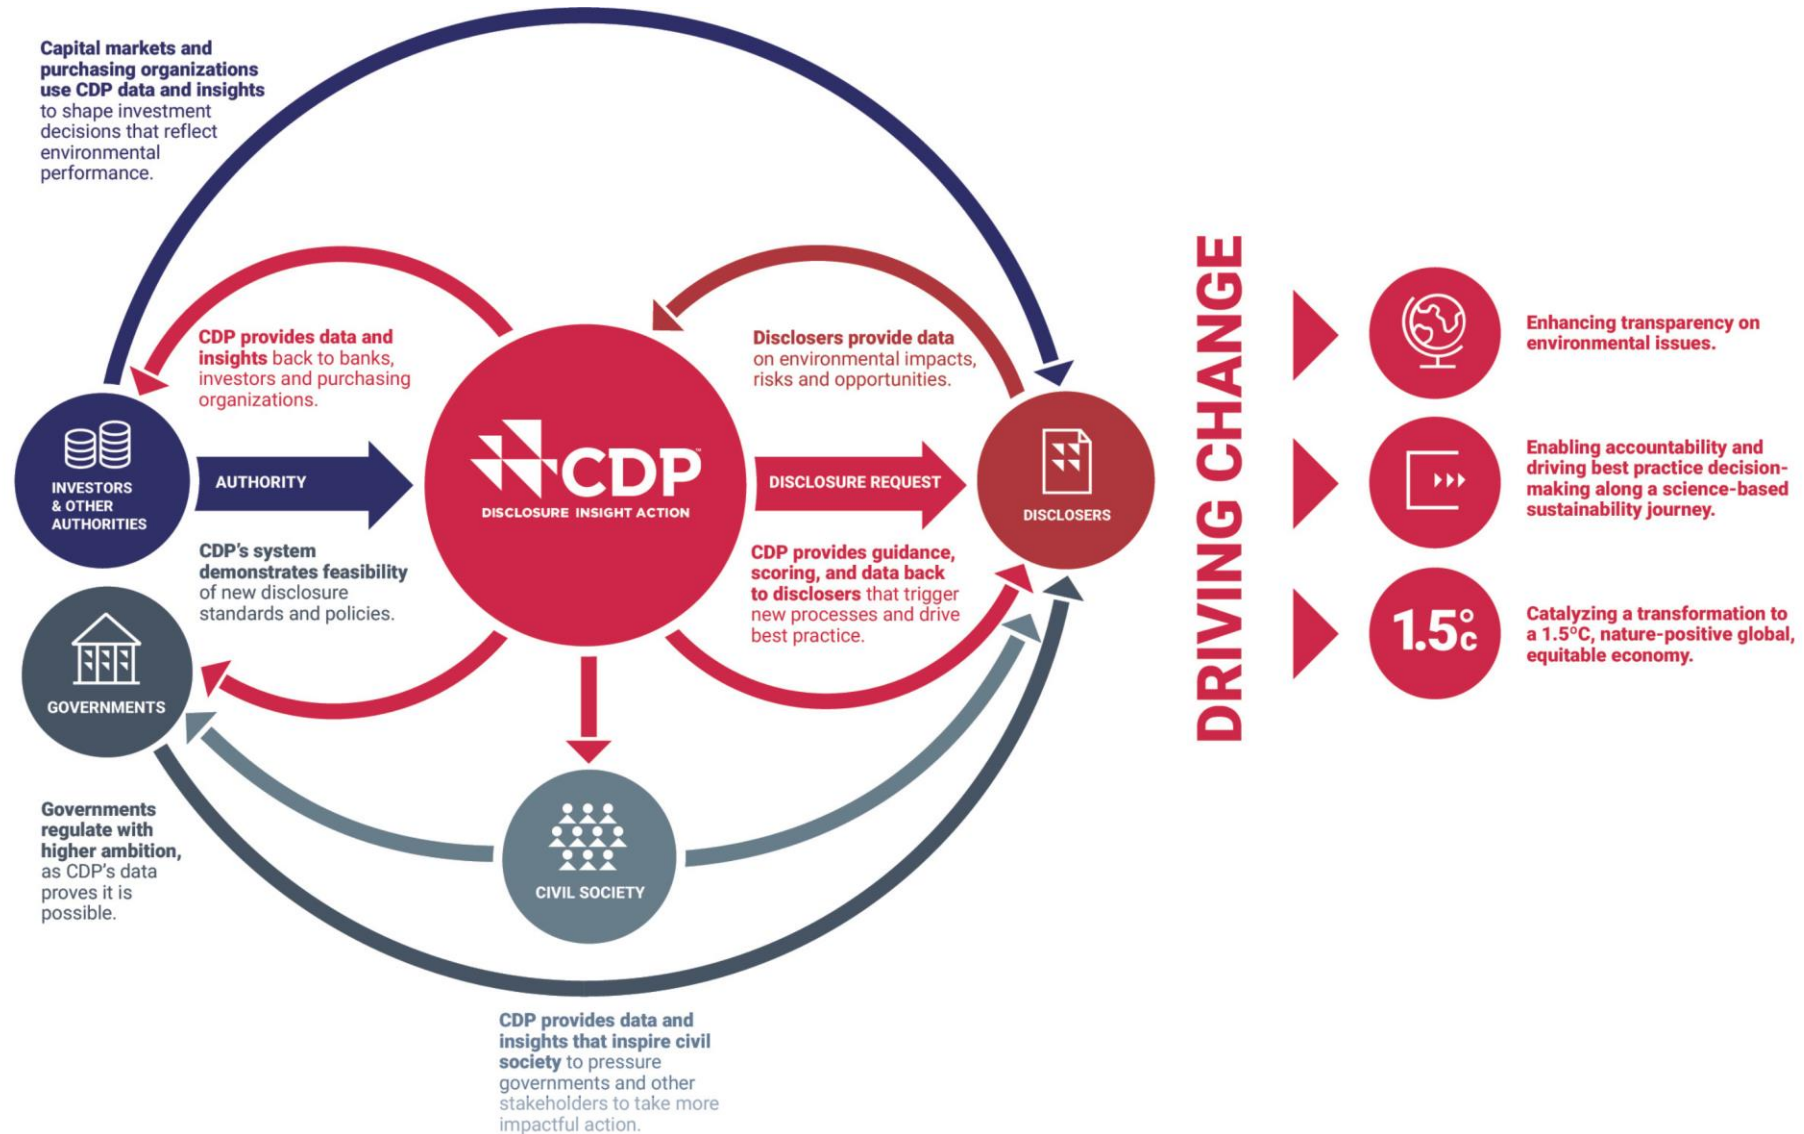 Capital markets and
purchasing organizations
use CDP data and insights
to shape investment
decisions that reflect
environmental
performance.
CDP provides data and
insights back to banks,
investors and purchasing
organizations.
Disclosers provide data
on environmental impacts,
risks and opportunities.
INVESTORS
& OTHER
AUTHORITIES
AUTHORITY
CDP™
DISCLOSURE INSIGHT ACTION
DISCLOSURE REQUEST
DISCLOSERS
CDP's system
demonstrates feasibility
of new disclosure
standards and policies.
CDP provides guidance,
scoring, and data back
to disclosers that trigger
new processes and drive
best practice.
GOVERNMENTS
Governments
regulate with
higher ambition,
as CDP's data
proves it is
possible.
CIVIL SOCIETY
CDP provides data and
insights that inspire civil
society to pressure
governments and other
stakeholders to take more
impactful action.
DRIVING CHANGE
Enhancing transparency on
environmental issues.
Enabling accountability and
driving best practice decision-
making along a science-based
sustainability journey.
1.5°C
Catalyzing a transformation to
a 1.5ºC, nature-positive global,
equitable economy.